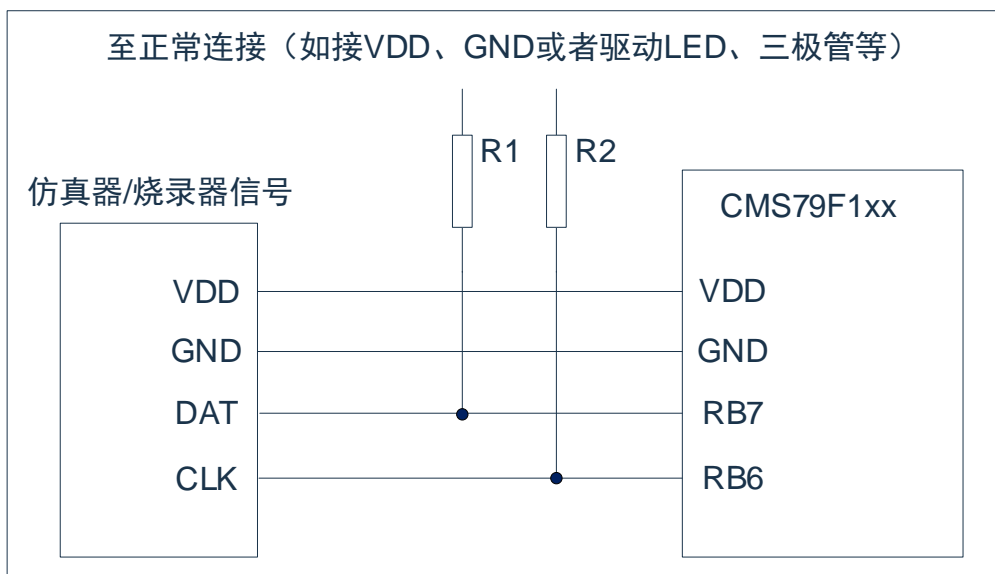 至正常连接（如接VDD、GND或者驱动LED、三极管等）
R1 R2
仿真器/烧录器信号
CMS79F1xx
VDD VDD
GND GND
DAT RB7
CLK RB6